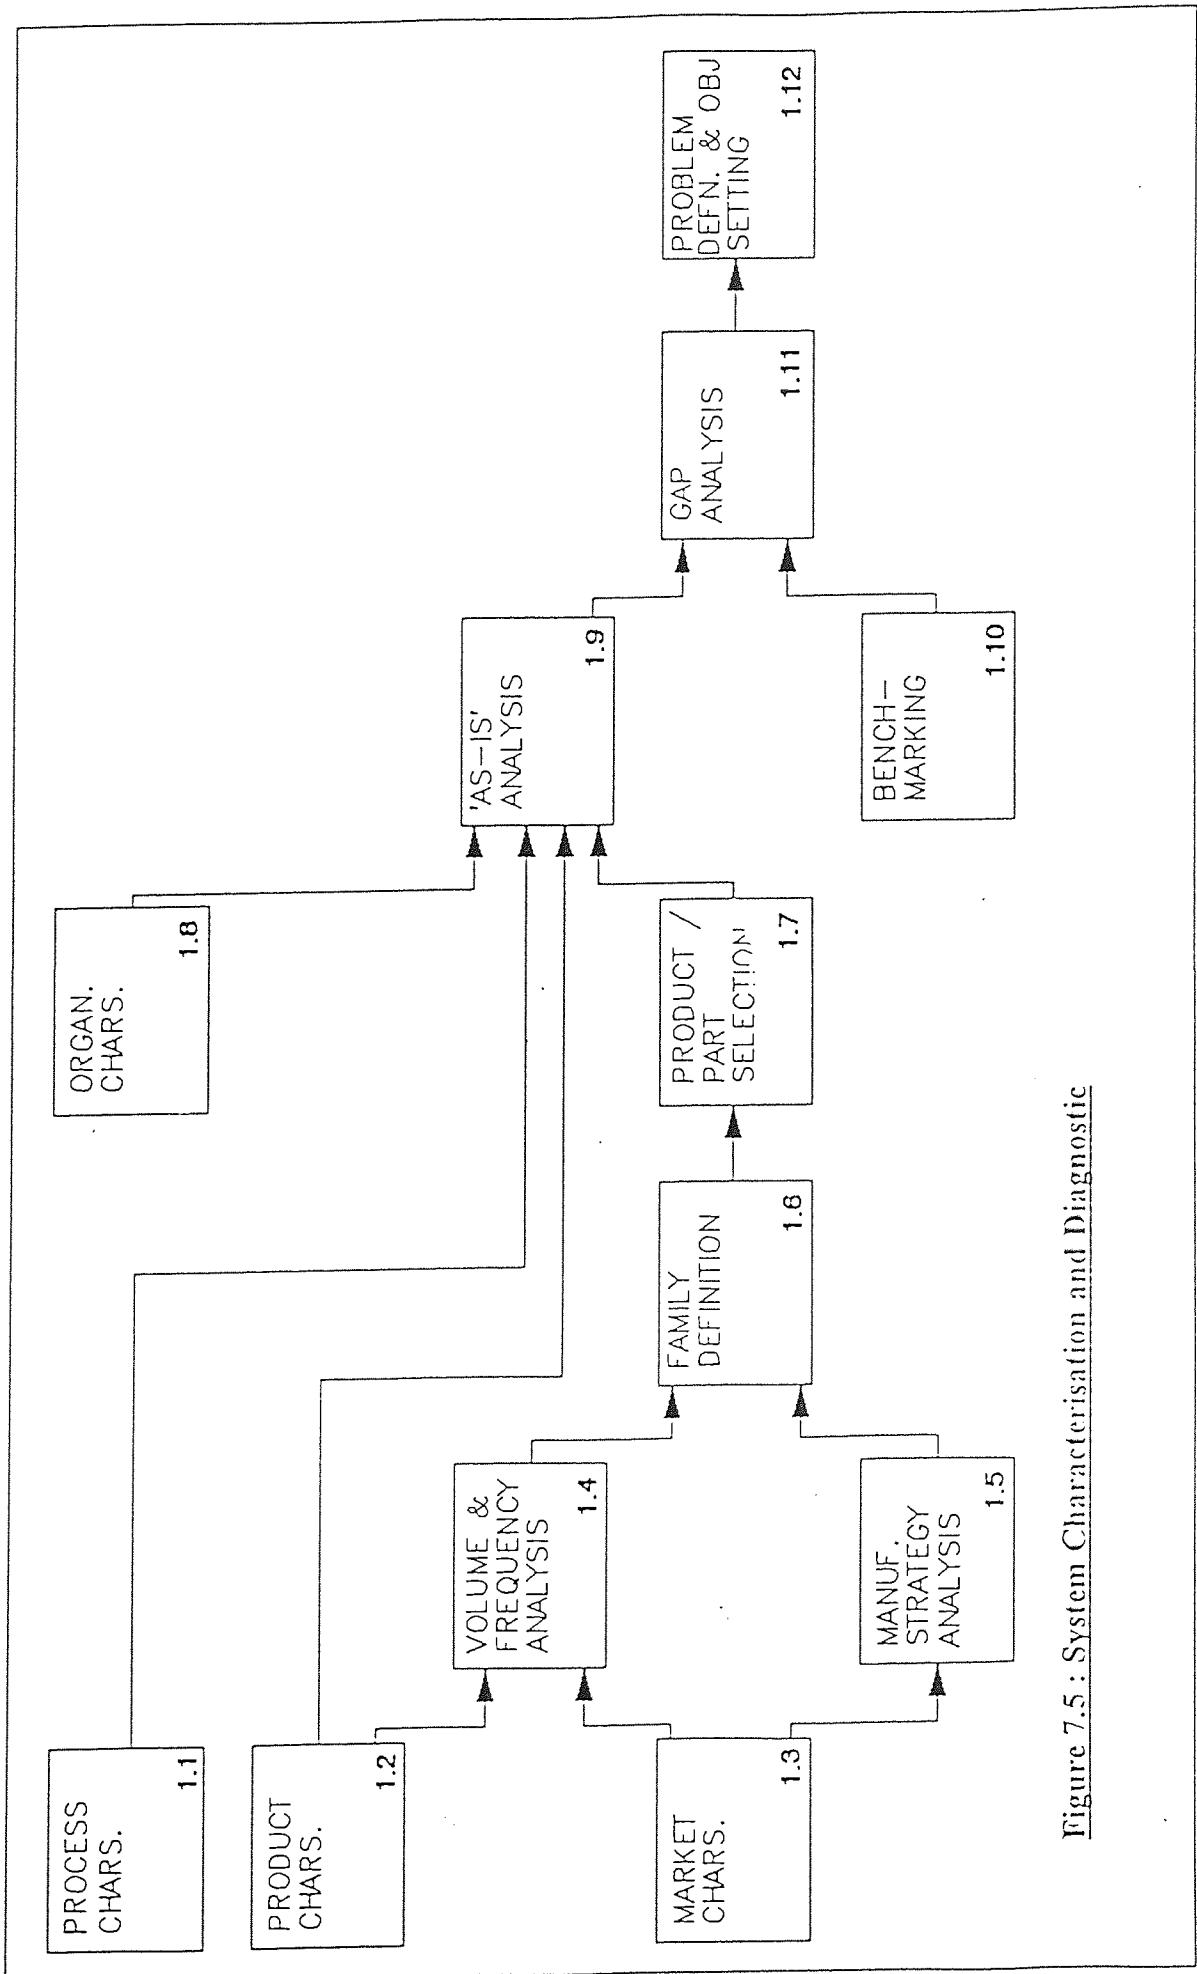 PROCESS
CHARS.
1.1
PRODUCT
CHARS.
1.2
MARKET
CHARS.
1.3
VOLUME &
FREQUENCY
ANALYSIS
1.4
MANUF.
STRATEGY
ANALYSIS
1.5
FAMILY
DEFINITION
1.6
PRODUCT /
PART
SELECTION
1.7
ORGAN.
CHARS.
1.8
'AS-IS'
ANALYSIS
1.9
BENCH-
MARKING
1.10
GAP
ANALYSIS
1.11
PROBLEM
DEFN. & OBJ
SETTING
1.12
Figure 7.5 : System Characterisation and Diagnostic